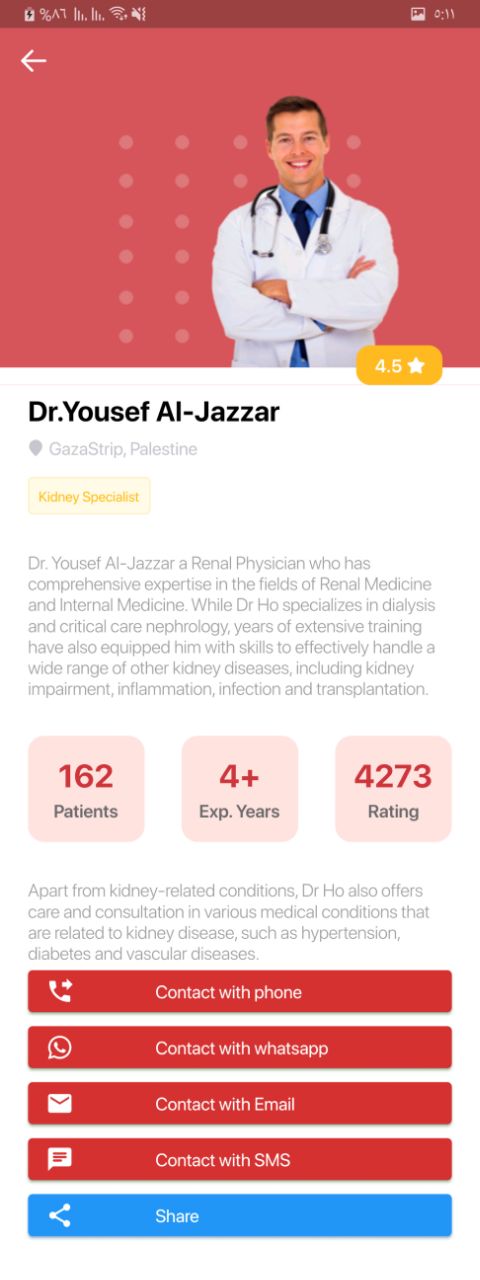 %٨٦ ٥:١١
4.5
Dr.Yousef Al-Jazzar
GazaStrip, Palestine
Kidney Specialist
Dr. Yousef Al-Jazzar a Renal Physician who has
comprehensive expertise in the fields of Renal Medicine
and Internal Medicine. While Dr Ho specializes in dialysis
and critical care nephrology, years of extensive training
have also equipped him with skills to effectively handle a
wide range of other kidney diseases, including kidney
impairment, inflammation, infection and transplantation.
162 4+ 4273
Patients Exp. Years Rating
Apart from kidney-related conditions, Dr Ho also offers
care and consultation in various medical conditions that
are related to kidney disease, such as hypertension,
diabetes and vascular diseases.
Contact with phone
Contact with whatsapp
Contact with Email
Contact with SMS
Share